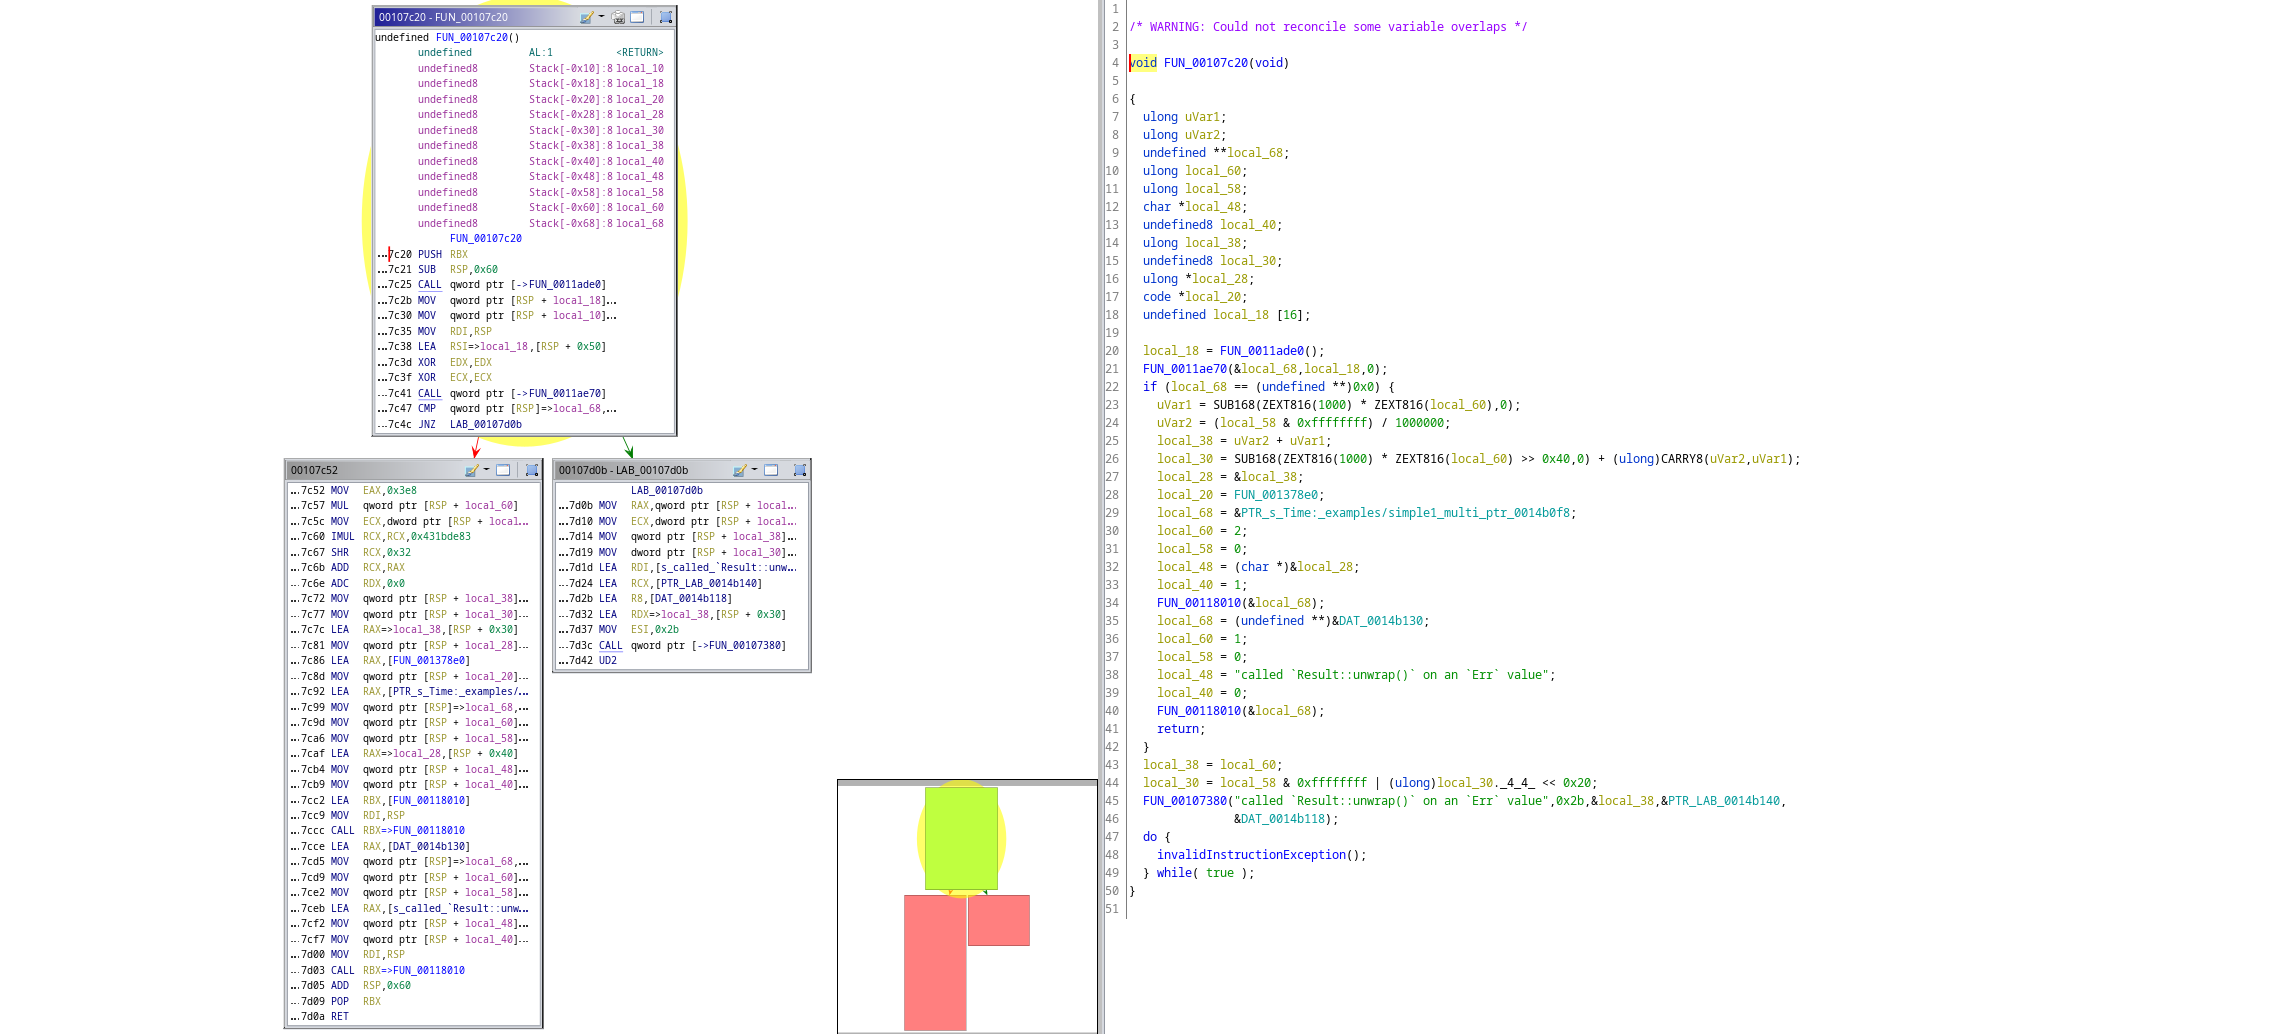 00107c20 - FUN_00107c20
undefined FUN_00107c20()
undefined AL:1 <RETURN>
undefined8 Stack[-0x10]:8 local_10
undefined8 Stack[-0x18]:8 local_18
undefined8 Stack[-0x20]:8 local_20
undefined8 Stack[-0x28]:8 local_28
undefined8 Stack[-0x30]:8 local_30
undefined8 Stack[-0x38]:8 local_38
undefined8 Stack[-0x40]:8 local_40
undefined8 Stack[-0x48]:8 local_48
undefined8 Stack[-0x58]:8 local_58
undefined8 Stack[-0x60]:8 local_60
undefined8 Stack[-0x68]:8 local_68
FUN_00107c20
...7c20 PUSH RBX
...7c21 SUB RSP,0x60
...7c25 CALL qword ptr [->FUN_0011ade0]
...7c2b MOV qword ptr [RSP + local_18]...
...7c30 MOV qword ptr [RSP + local_10]...
...7c35 MOV RDI,RSP
...7c38 LEA RSI=>local_18,[RSP + 0x50]
...7c3d XOR EDX,EDX
...7c3f XOR ECX,ECX
...7c41 CALL qword ptr [->FUN_0011ae70]
...7c47 CMP qword ptr [RSP]=>local_68,...
...7c4c JNZ LAB_00107d0b
00107c52
...7c52 MOV EAX,0x3e8
...7c57 MUL qword ptr [RSP + local_60]
...7c5c MOV ECX,dword ptr [RSP + local...
...7c60 IMUL RCX,RCX,0x431bde83
...7c67 SHR RCX,0x32
...7c6b ADD RCX,RAX
...7c6e ADC RDX,0x0
...7c72 MOV qword ptr [RSP + local_38]...
...7c77 MOV qword ptr [RSP + local_30]...
...7c7c LEA RAX=>local_38,[RSP + 0x30]
...7c81 MOV qword ptr [RSP + local_28]...
...7c86 LEA RAX,[FUN_001378e0]
...7c8d MOV qword ptr [RSP + local_20]...
...7c92 LEA RAX,[PTR_s_Time:_examples/...
...7c99 MOV qword ptr [RSP]=>local_68,...
...7c9d MOV qword ptr [RSP + local_60]...
...7ca6 MOV qword ptr [RSP + local_58]...
...7caf LEA RAX=>local_28,[RSP + 0x40]
...7cb4 MOV qword ptr [RSP + local_48]...
...7cb9 MOV qword ptr [RSP + local_40]...
...7cc2 LEA RBX,[FUN_00118010]
...7cc9 MOV RDI,RSP
...7ccc CALL RBX=>FUN_00118010
...7cce LEA RAX,[DAT_0014b130]
...7cd5 MOV qword ptr [RSP]=>local_68,...
...7cd9 MOV qword ptr [RSP + local_60]...
...7ce2 MOV qword ptr [RSP + local_58]...
...7ceb LEA RAX,[s_called_`Result::unw...
...7cf2 MOV qword ptr [RSP + local_48]...
...7cf7 MOV qword ptr [RSP + local_40]...
...7d00 MOV RDI,RSP
...7d03 CALL RBX=>FUN_00118010
...7d05 ADD RSP,0x60
...7d09 POP RBX
...7d0a RET
00107d0b - LAB_00107d0b
LAB_00107d0b
...7d0b MOV RAX,qword ptr [RSP + local...
...7d10 MOV ECX,dword ptr [RSP + local...
...7d14 MOV qword ptr [RSP + local_38]...
...7d19 MOV dword ptr [RSP + local_30]...
...7d1d LEA RDI,[s_called_`Result::unw...
...7d24 LEA RCX,[PTR_LAB_0014b140]
...7d2b LEA R8,[DAT_0014b118]
...7d32 LEA RDX=>local_38,[RSP + 0x30]
...7d37 MOV ESI,0x2b
...7d3c CALL qword ptr [->FUN_00107380]
...7d42 UD2
1
2 /* WARNING: Could not reconcile some variable overlaps */
3
4 void FUN_00107c20(void)
5
6 {
7 ulong uVar1;
8 ulong uVar2;
9 undefined **local_68;
10 ulong local_60;
11 ulong local_58;
12 char *local_48;
13 undefined8 local_40;
14 ulong local_38;
15 undefined8 local_30;
16 ulong *local_28;
17 code *local_20;
18 undefined local_18 [16];
19
20 local_18 = FUN_0011ade0();
21 FUN_0011ae70(&local_68,local_18,0);
22 if (local_68 == (undefined **)0x0) {
23 uVar1 = SUB168(ZEXT816(1000) * ZEXT816(local_60),0);
24 uVar2 = (local_58 & 0xffffffff) / 1000000;
25 local_38 = uVar2 + uVar1;
26 local_30 = SUB168(ZEXT816(1000) * ZEXT816(local_60) >> 0x40,0) + (ulong)CARRY8(uVar2,uVar1);
27 local_28 = &local_38;
28 local_20 = FUN_001378e0;
29 local_68 = &PTR_s_Time:_examples/simple1_multi_ptr_0014b0f8;
30 local_60 = 2;
31 local_58 = 0;
32 local_48 = (char *)&local_28;
33 local_40 = 1;
34 FUN_00118010(&local_68);
35 local_68 = (undefined **)&DAT_0014b130;
36 local_60 = 1;
37 local_58 = 0;
38 local_48 = "called `Result::unwrap()` on an `Err` value";
39 local_40 = 0;
40 FUN_00118010(&local_68);
41 return;
42 }
43 local_38 = local_60;
44 local_30 = local_58 & 0xffffffff | (ulong)local_30._4_4_ << 0x20;
45 FUN_00107380("called `Result::unwrap()` on an `Err` value",0x2b,&local_38,&PTR_LAB_0014b140,
46 &DAT_0014b118);
47 do {
48 invalidInstructionException();
49 } while( true );
50 }
51